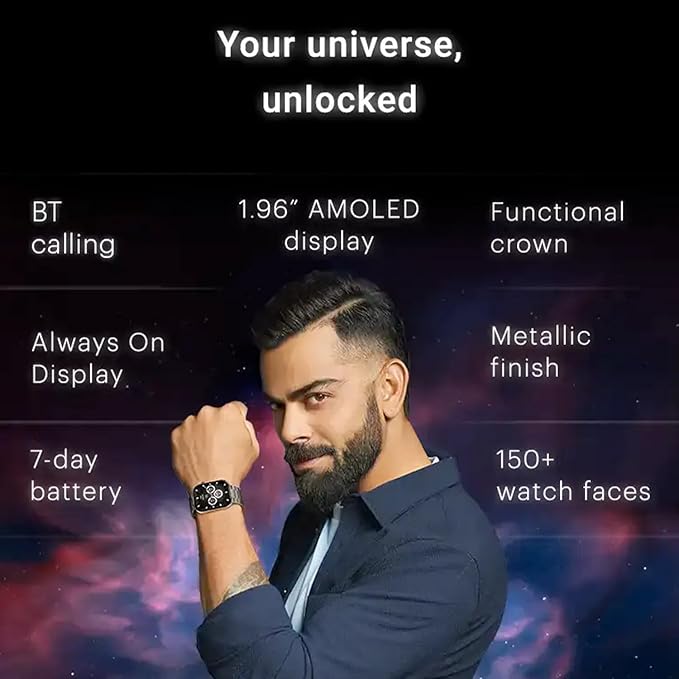 Your universe,
unlocked
BT
calling
1.96” AMOLED
display
Functional
crown
Always On
Display
Metallic
finish
7-day
battery
150+
watch faces